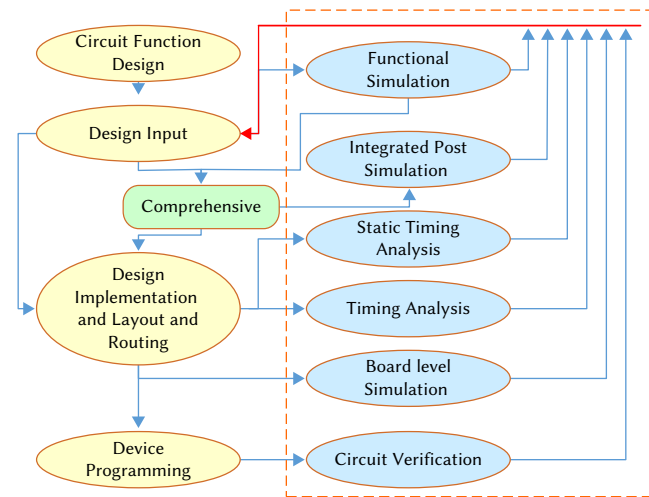 Circuit Function
Design
Functional
Simulation
Design Input
Integrated Post
Simulation
Comprehensive
Static Timing
Analysis
Design
Implementation
and Layout and
Routing
Timing Analysis
Board level
Simulation
Device
Programming
Circuit Verification